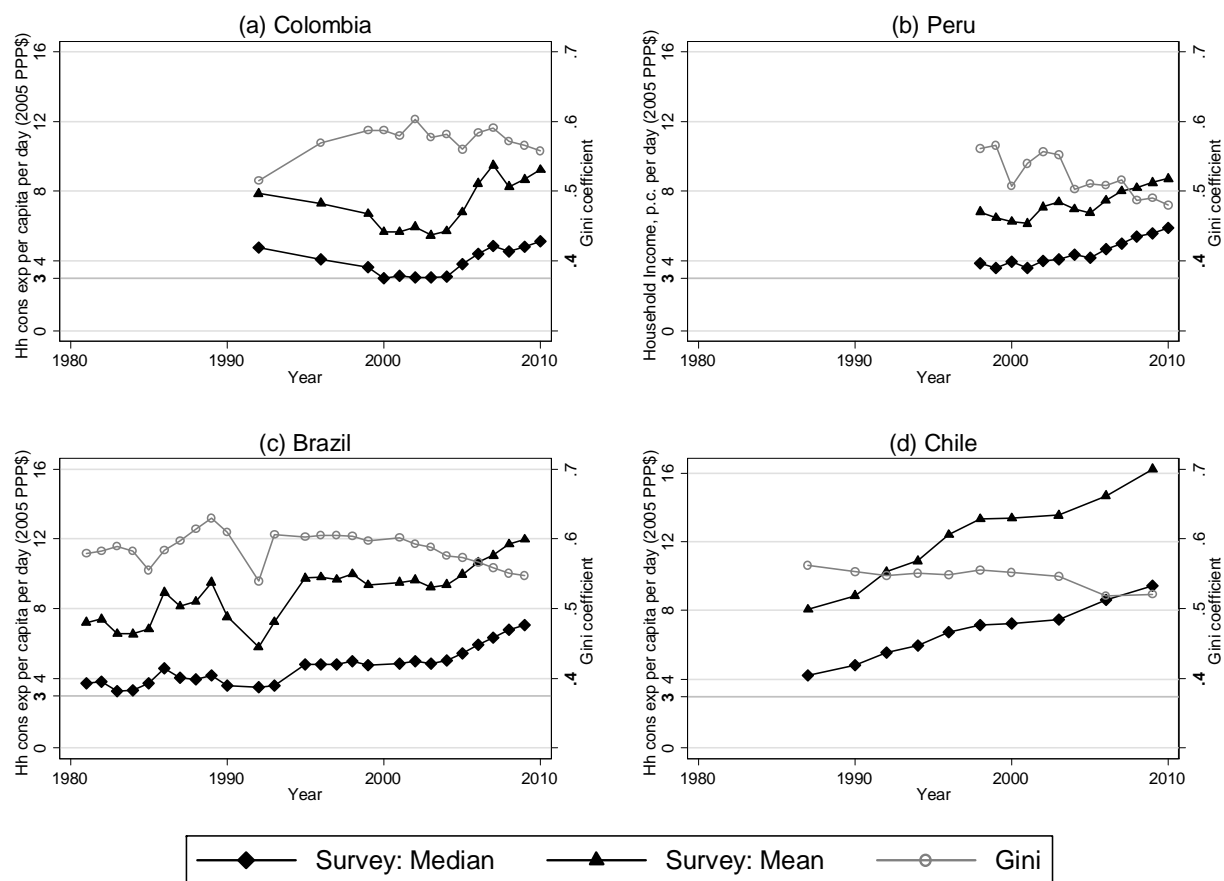 (a) Colombia
Hh cons exp per capita per day (2005 PPP$)
16
12
8
4
3
0
.7
.6
.5
.4
Gini coefficient
1980 1990 2000 2010
Year
(b) Peru
Household Income, p.c. per day (2005 PPP$)
16
12
8
4
3
0
.7
.6
.5
.4
Gini coefficient
1980 1990 2000 2010
Year
(c) Brazil
Hh cons exp per capita per day (2005 PPP$)
16
12
8
4
3
0
.7
.6
.5
.4
Gini coefficient
1980 1990 2000 2010
Year
(d) Chile
Hh cons exp per capita per day (2005 PPP$)
16
12
8
4
3
0
.7
.6
.5
.4
Gini coefficient
1980 1990 2000 2010
Year
Survey: Median Survey: Mean Gini